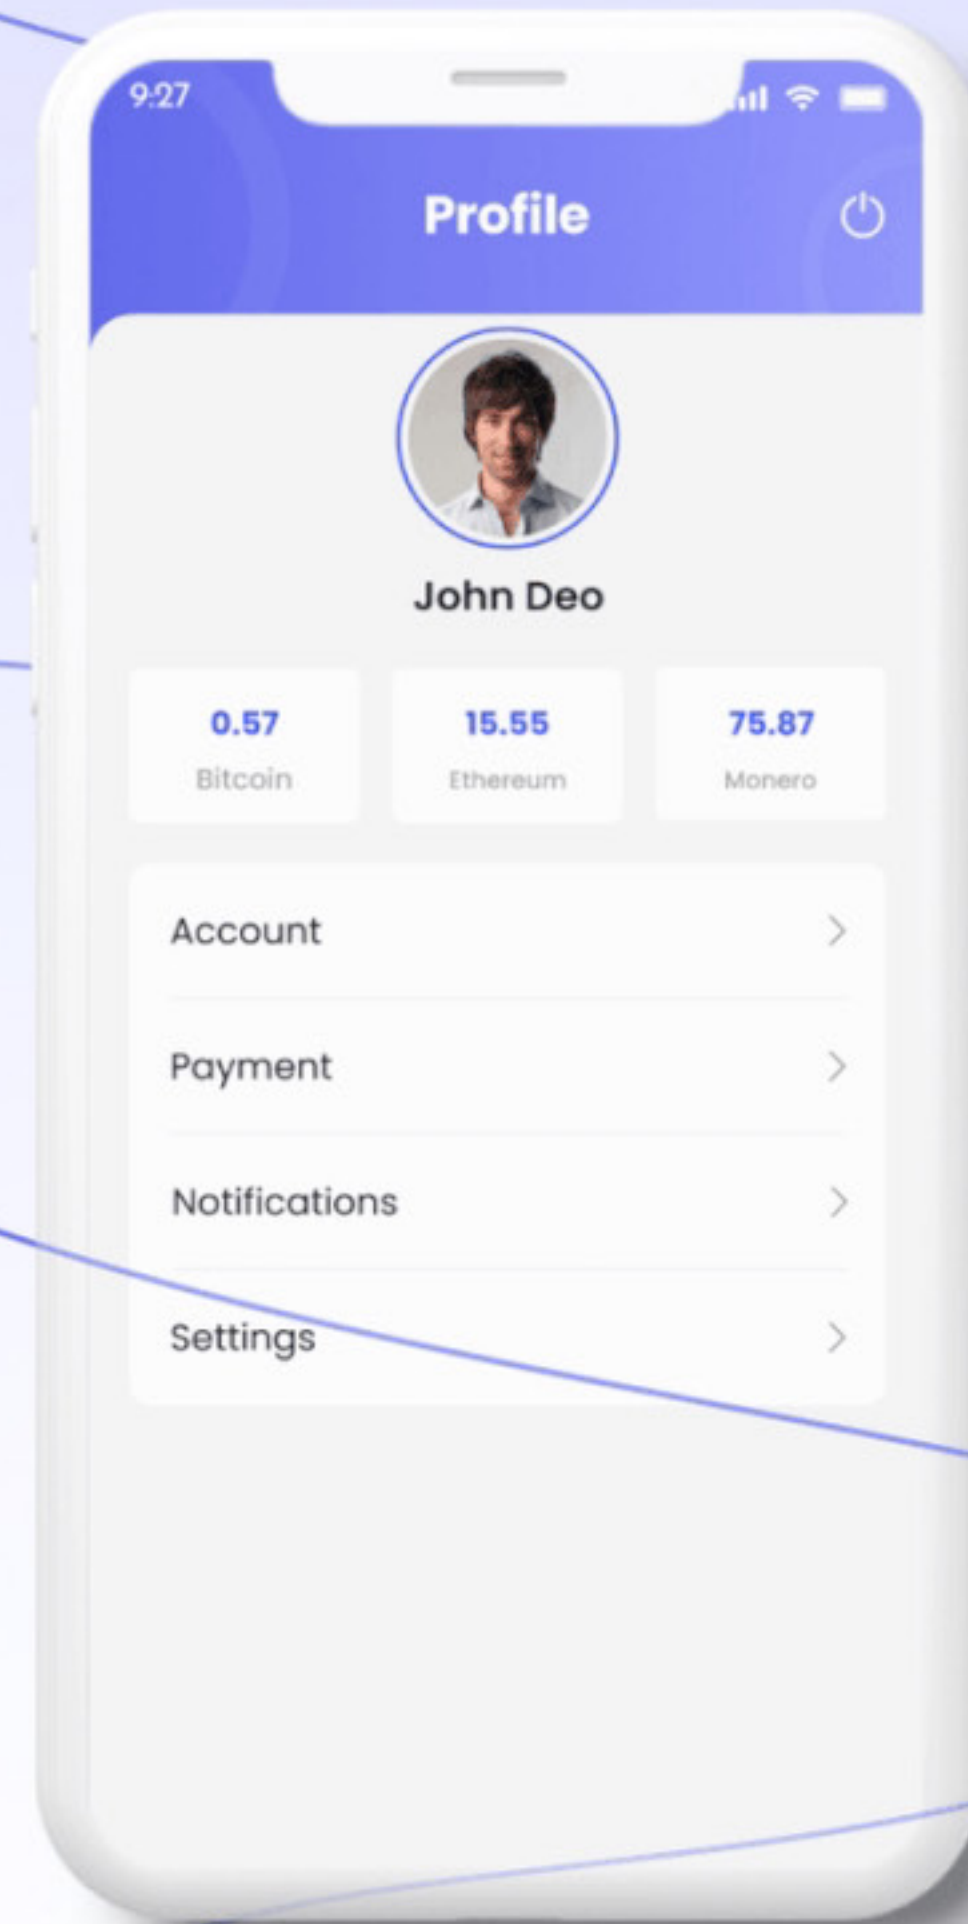 9:27
Profile
John Deo
0.57 15.55 75.87
Bitcoin Ethereum Monero
Account
Payment
Notifications
Settings